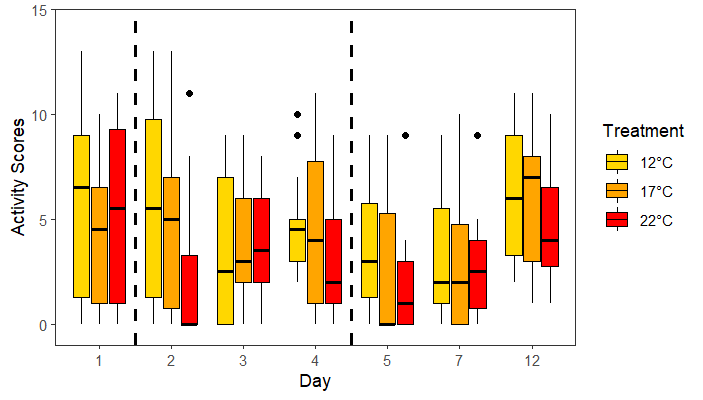 15
10
5
0
Activity Scores
1 2 3 4 5 7 12
Day
Treatment
12°C
17°C
22°C